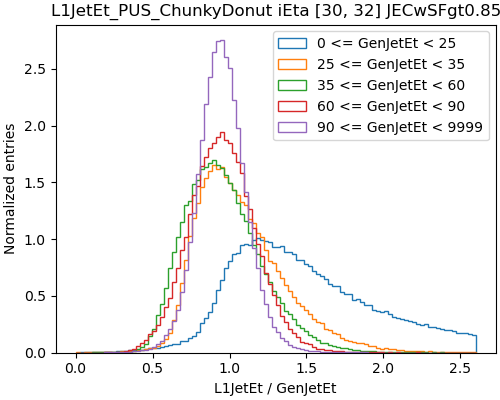 L1JetEt_PUS_ChunkyDonut iEta [30, 32] JECwSFgt0.85
0 <= GenJetEt < 25
25 <= GenJetEt < 35
35 <= GenJetEt < 60
60 <= GenJetEt < 90
90 <= GenJetEt < 9999
Normalized entries
2.5
2.0
1.5
1.0
0.5
0.0
0.0 0.5 1.0 1.5 2.0 2.5
L1JetEt / GenJetEt